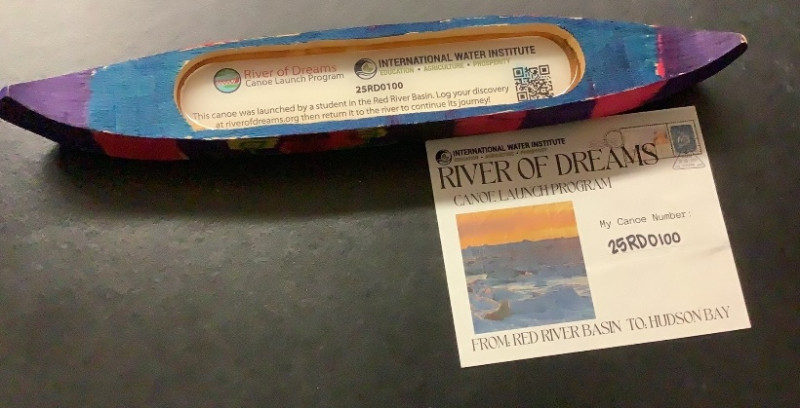 River of Dreams
Canoe Launch Program
INTERNATIONAL WATER INSTITUTE
EDUCATION • AGRICULTURE • PROSPERITY
25RD0100
This canoe was launched by a student in the Red River Basin. Log your discovery
at riverofdreams.org then return it to the river to continue its journey!
INTERNATIONAL WATER INSTITUTE
EDUCATION • AGRICULTURE • PROSPERITY
RIVER OF DREAMS
CANOE LAUNCH PROGRAM
My Canoe Number:
25RD0100
FROM: RED RIVER BASIN TO: HUDSON BAY